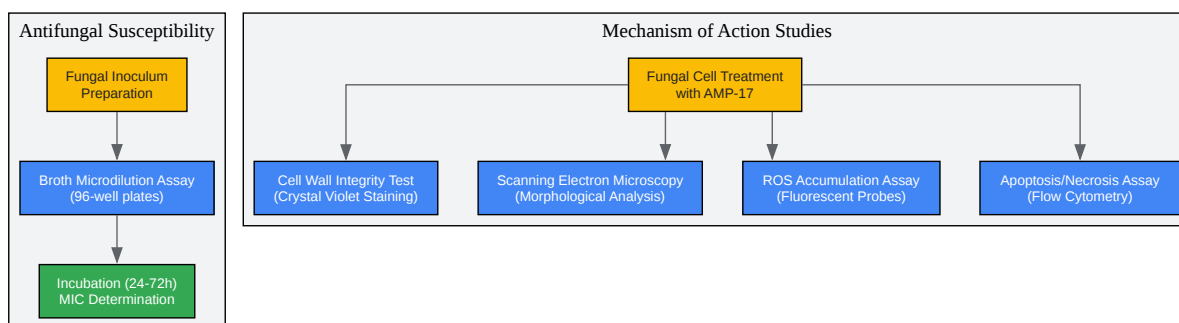 Antifungal Susceptibility
Fungal Inoculum
Preparation
Broth Microdilution Assay
(96-well plates)
Incubation (24-72h)
MIC Determination
Mechanism of Action Studies
Fungal Cell Treatment
with AMP-17
Cell Wall Integrity Test
(Crystal Violet Staining)
Scanning Electron Microscopy
(Morphological Analysis)
ROS Accumulation Assay
(Fluorescent Probes)
Apoptosis/Necrosis Assay
(Flow Cytometry)